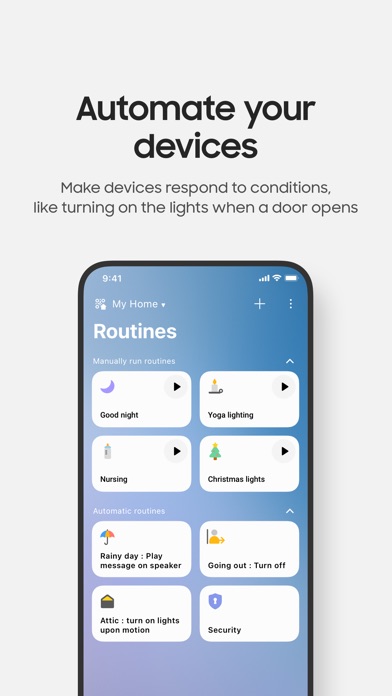 Automate your
devices
Make devices respond to conditions,
like turning on the lights when a door opens
9:41
My Home
Routines
Manually run routines
Good night
Yoga lighting
Nursing
Christmas lights
Automatic routines
Rainy day : Play
message on speaker
Going out : Turn off
Attic : turn on lights
upon motion
Security